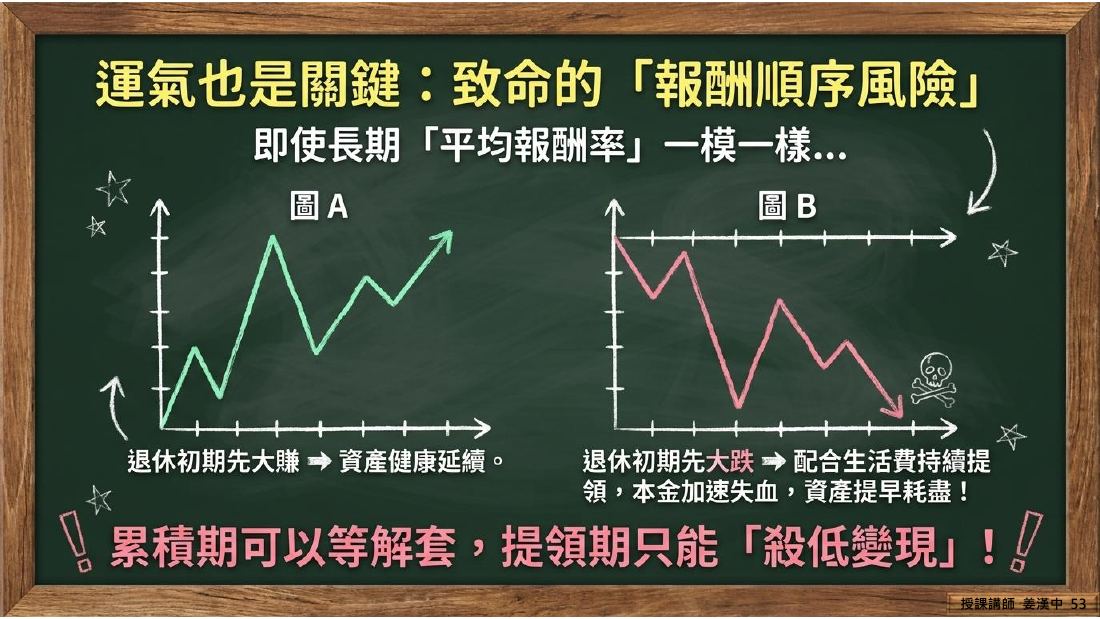 運氣也是關鍵：致命的「報酬順序風險」
即使長期「平均報酬率」一模一樣...
圖 A
圖 B
退休初期先大賺 ➡ 資產健康延續。
退休初期先大跌 ➡ 配合生活費持續提
領，本金加速失血，資產提早耗盡！
累積期可以等解套，提領期只能「殺低變現」!
授課講師 姜漢中 53